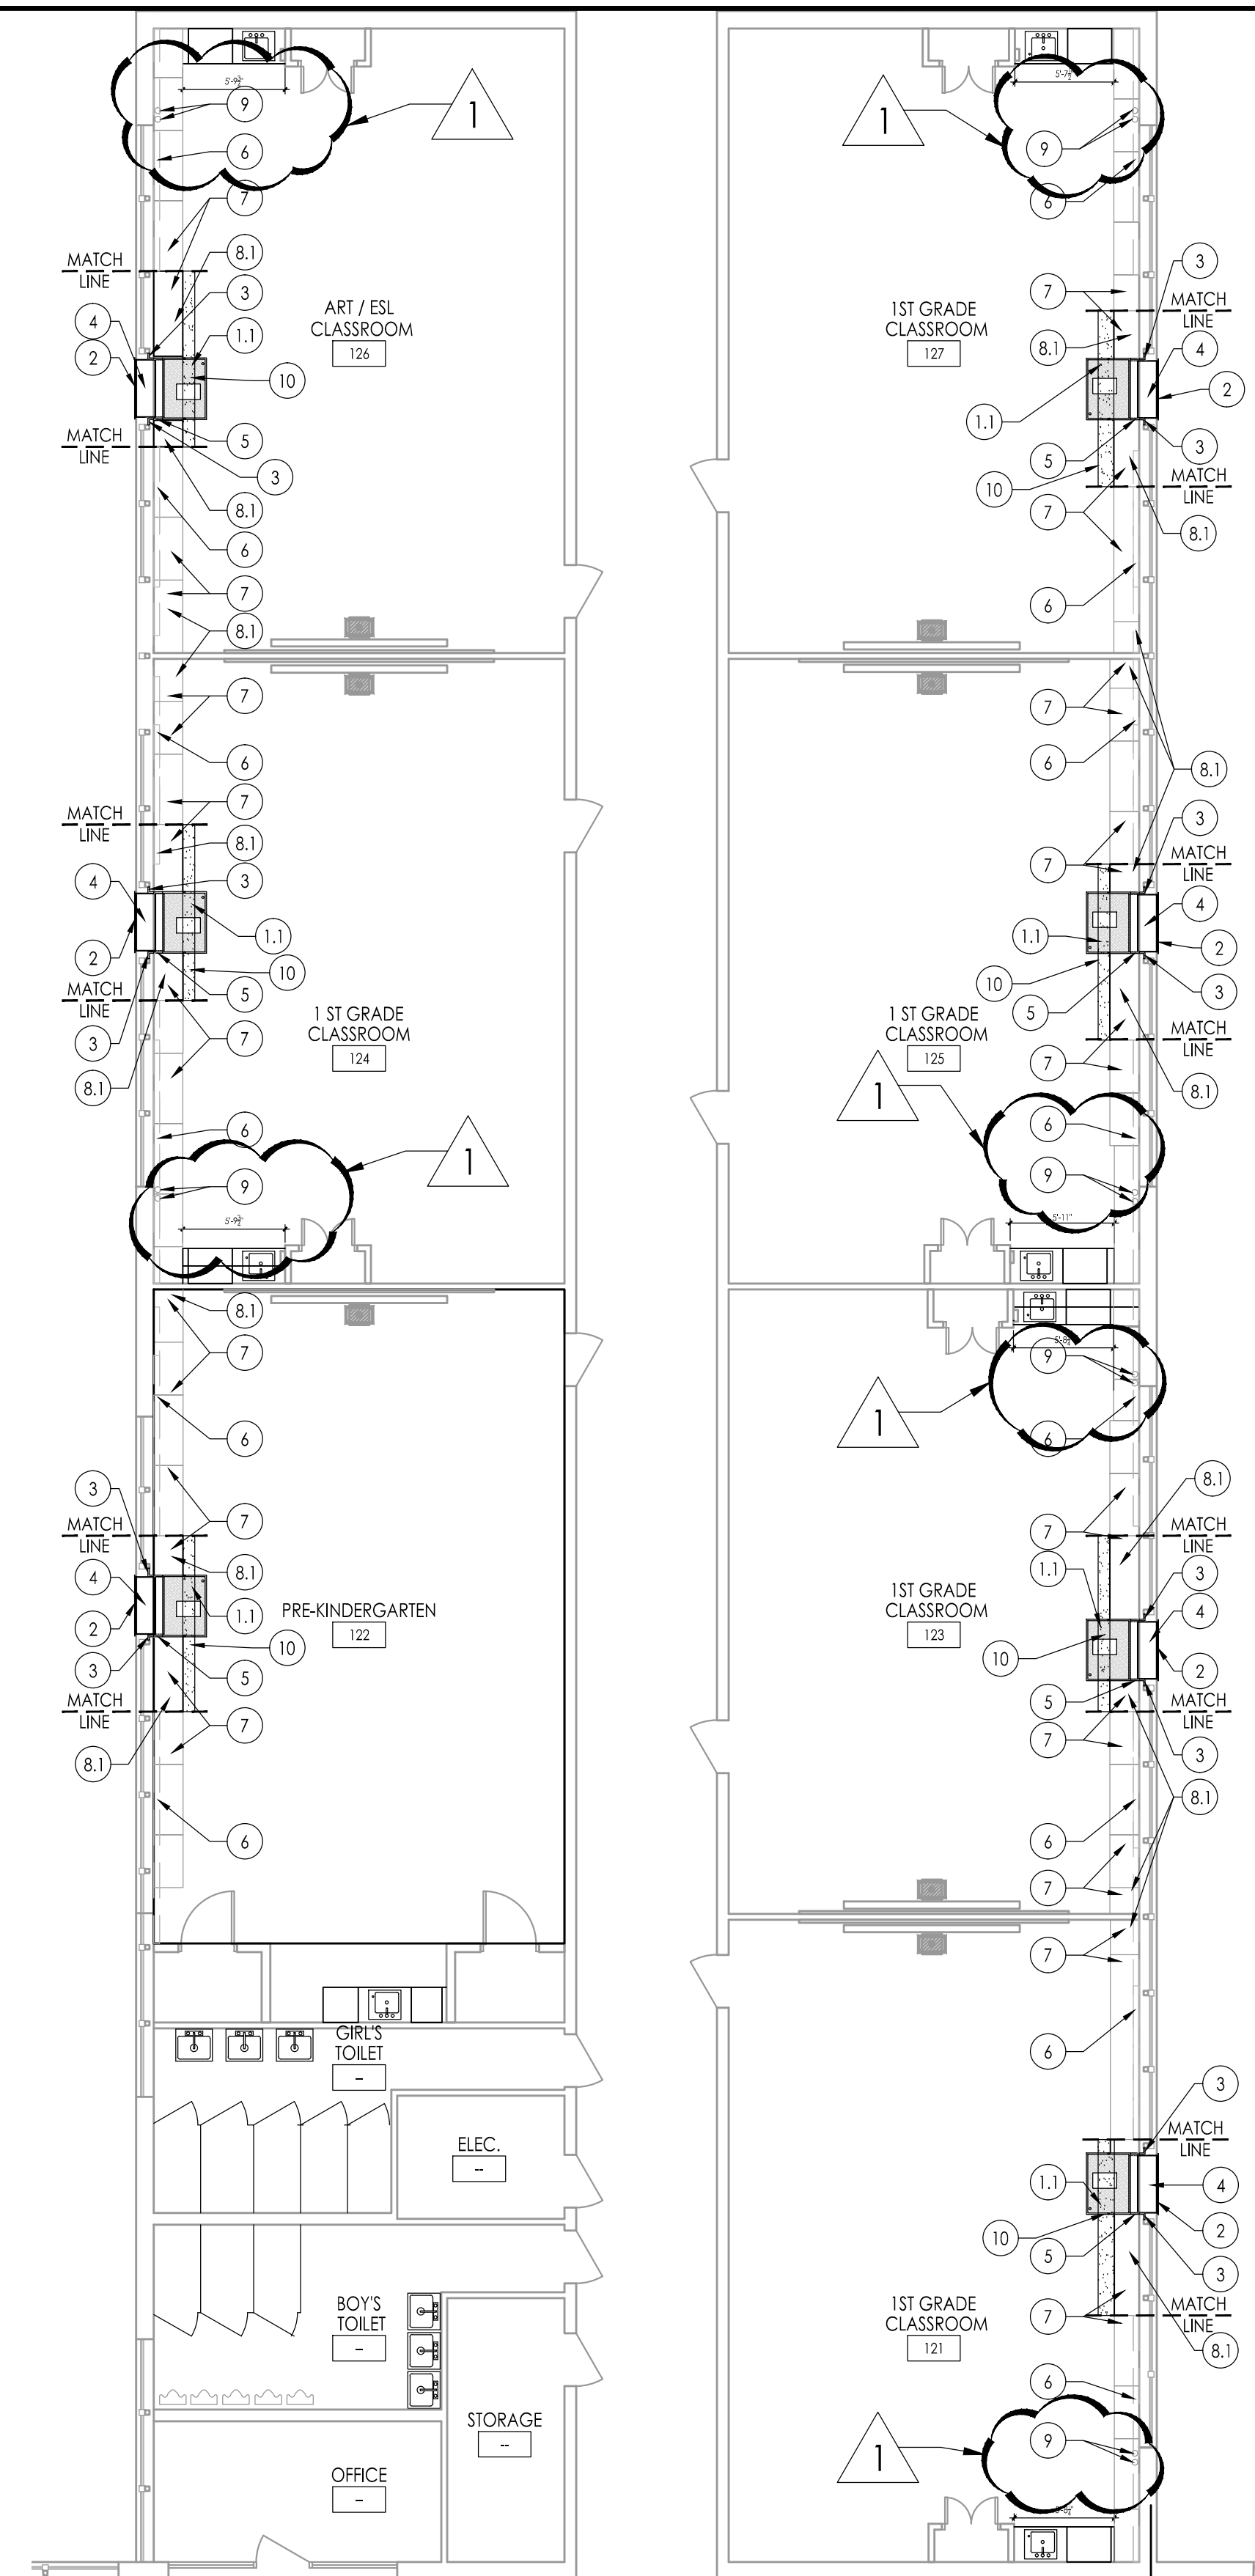 5'-9¾"
9
1
6
7
8.1
MATCH
LINE
3
4
1.1
2
10
MATCH
LINE
5
3
8.1
6
7
8.1
ART / ESL
CLASSROOM
126
7
6
7
MATCH
LINE
8.1
3
4
1.1
2
10
MATCH
LINE
5
7
3
8.1
1 ST GRADE
CLASSROOM
124
6
1
9
5'-9¾"
8.1
7
6
3
7
MATCH
LINE
8.1
4
1.1
2
10
3
5
MATCH
LINE
7
8.1
6
PRE-KINDERGARTEN
122
GIRL'S
TOILET
–
ELEC.
--
BOY'S
TOILET
–
STORAGE
--
OFFICE
–
1
9
6
3
7
MATCH
LINE
8.1
4
2
1.1
3
5
10
MATCH
LINE
7
8.1
6
1ST GRADE
CLASSROOM
127
7
6
8.1
3
7
MATCH
LINE
4
1.1
2
10
3
5
MATCH
LINE
7
8.1
1 ST GRADE
CLASSROOM
125
1
6
9
5'-11"
9
1
6
8.1
7
MATCH
LINE
1.1
3
4
10
2
5
MATCH
LINE
7
3
8.1
6
7
1ST GRADE
CLASSROOM
123
7
6
3
MATCH
LINE
1.1
4
10
2
5
3
MATCH
LINE
7
8.1
1ST GRADE
CLASSROOM
121
6
9
1